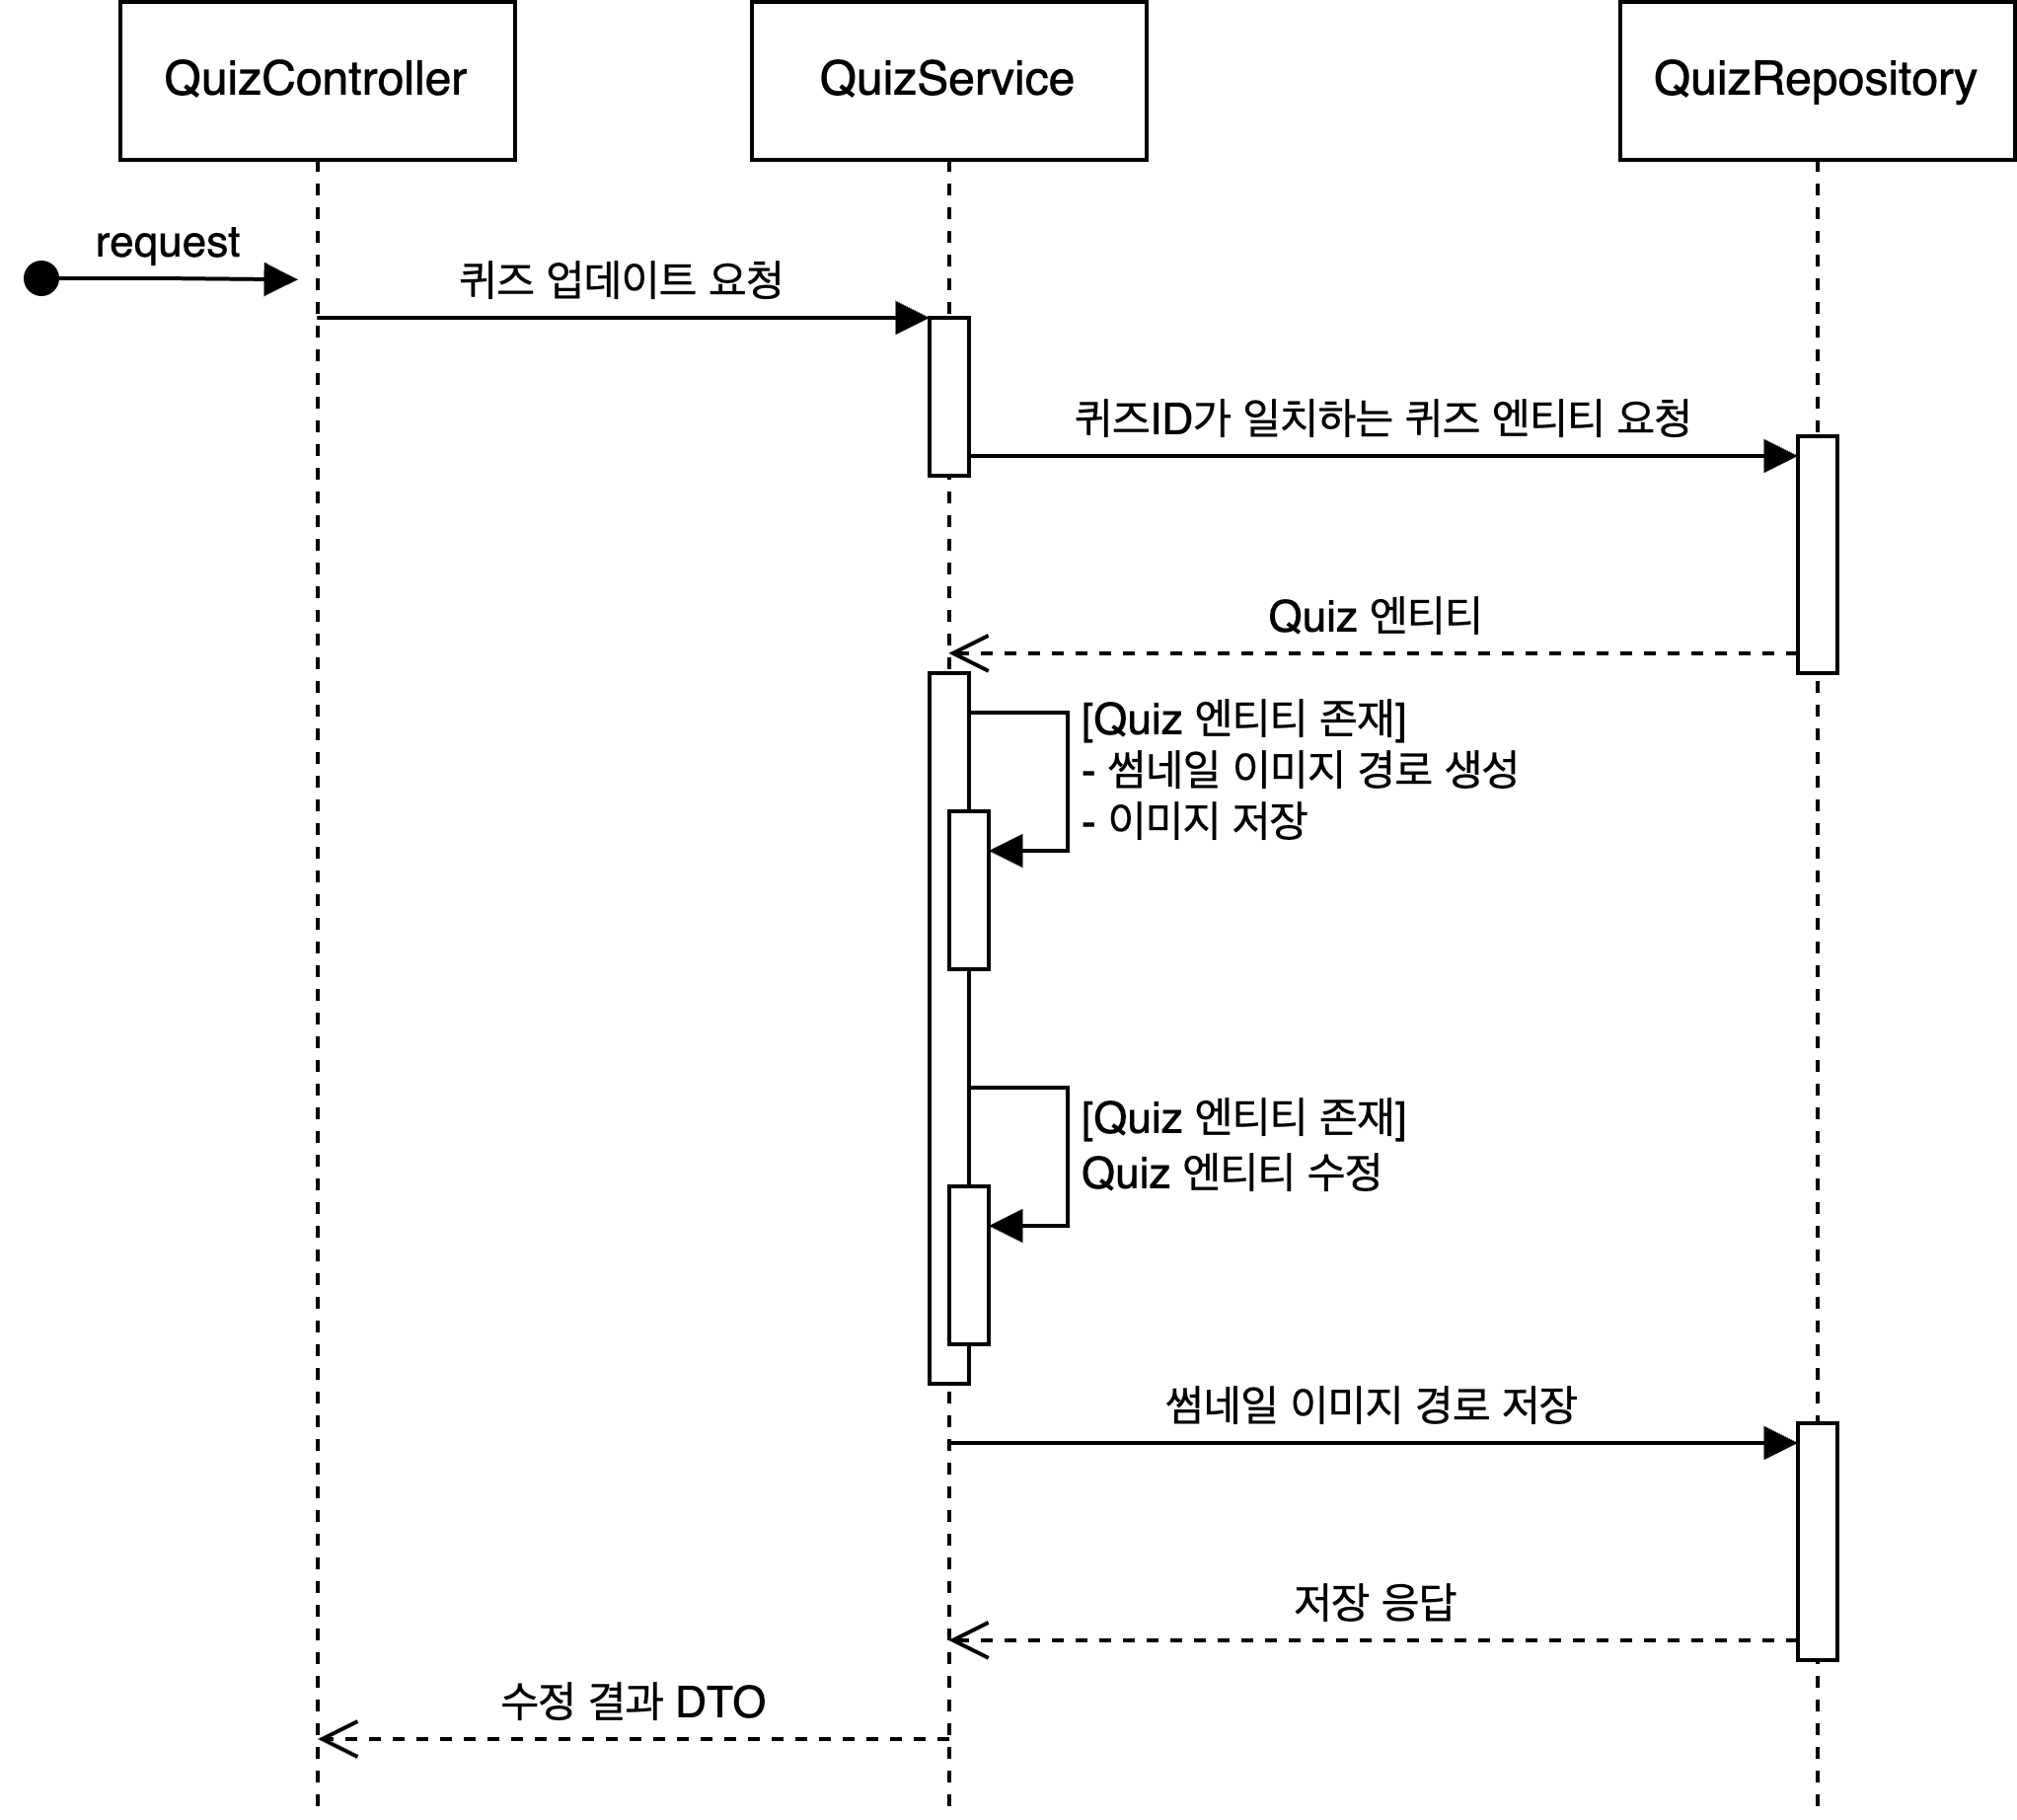 QuizController
QuizService
QuizRepository
request
퀴즈 업데이트 요청
퀴즈ID가 일치하는 퀴즈 엔티티 요청
Quiz 엔티티
[Quiz 엔티티 존재]
- 썸네일 이미지 경로 생성
- 이미지 저장
[Quiz 엔티티 존재]
Quiz 엔티티 수정
썸네일 이미지 경로 저장
저장 응답
수정 결과 DTO